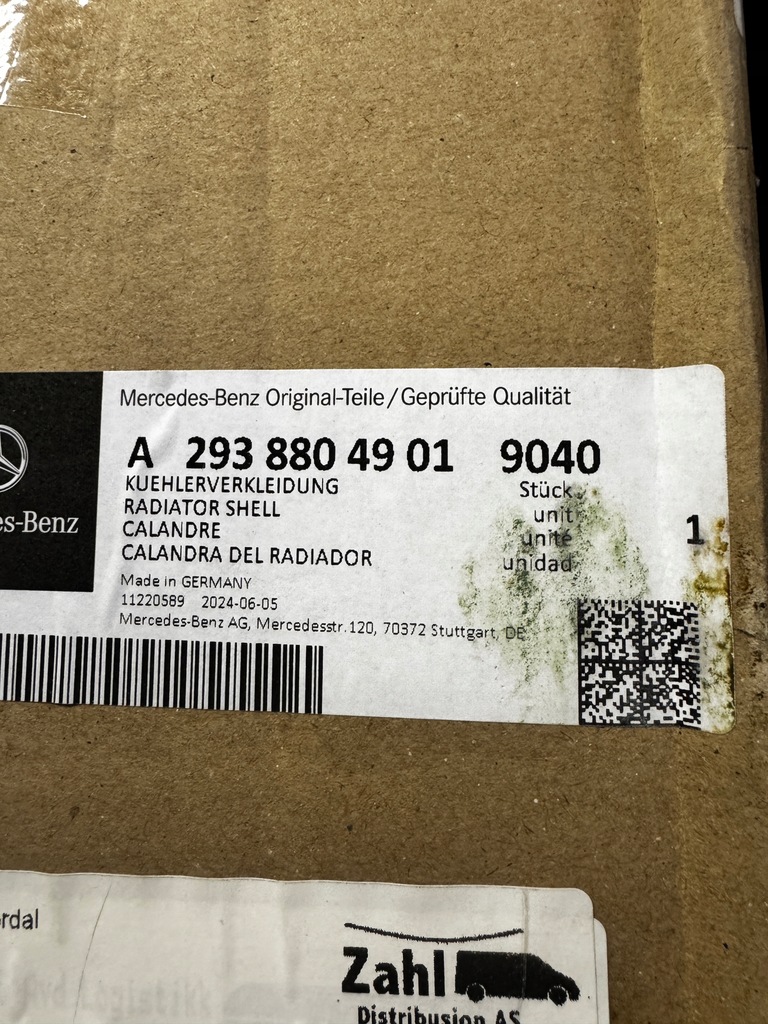 Mercedes-Benz Original-Teile/Geprüfte Qualität
A 293 880 49 01 9040
KUEHLERVERKLEIDUNG Stück
RADIATOR SHELL unit 1
CALANDRE unité
CALANDRA DEL RADIADOR unidad
es-Benz
Made in GERMANY
11220589 2024-06-05
Mercedes-Benz AG, Mercedesstr.120, 70372 Stuttgart, DE
rdal
Zahl
Distribusjon AS